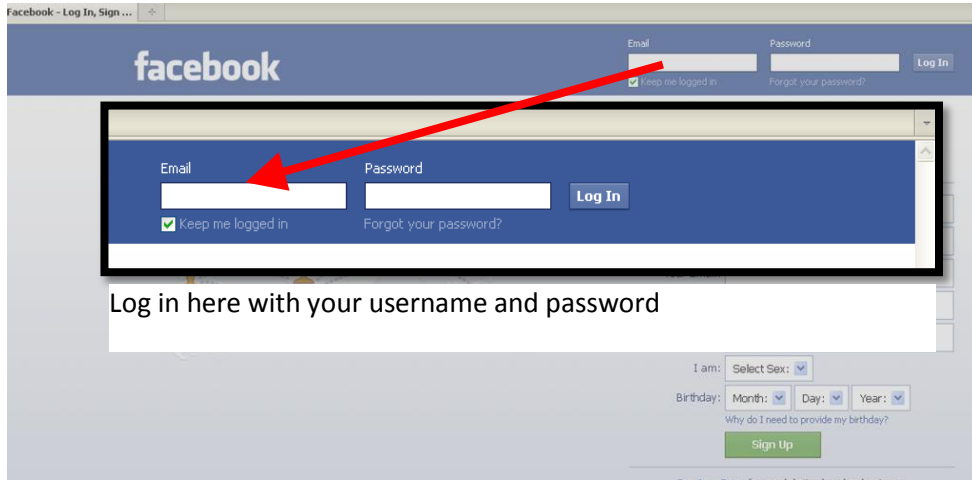 Facebook - Log In, Sign ...
facebook
Email Password
Log In
Keep me logged in Forgot your password?
Email Password
Log In
Keep me logged in Forgot your password?
Log in here with your username and password
I am: Select Sex:
Birthday: Month: Day: Year:
Why do I need to provide my birthday?
Sign Up